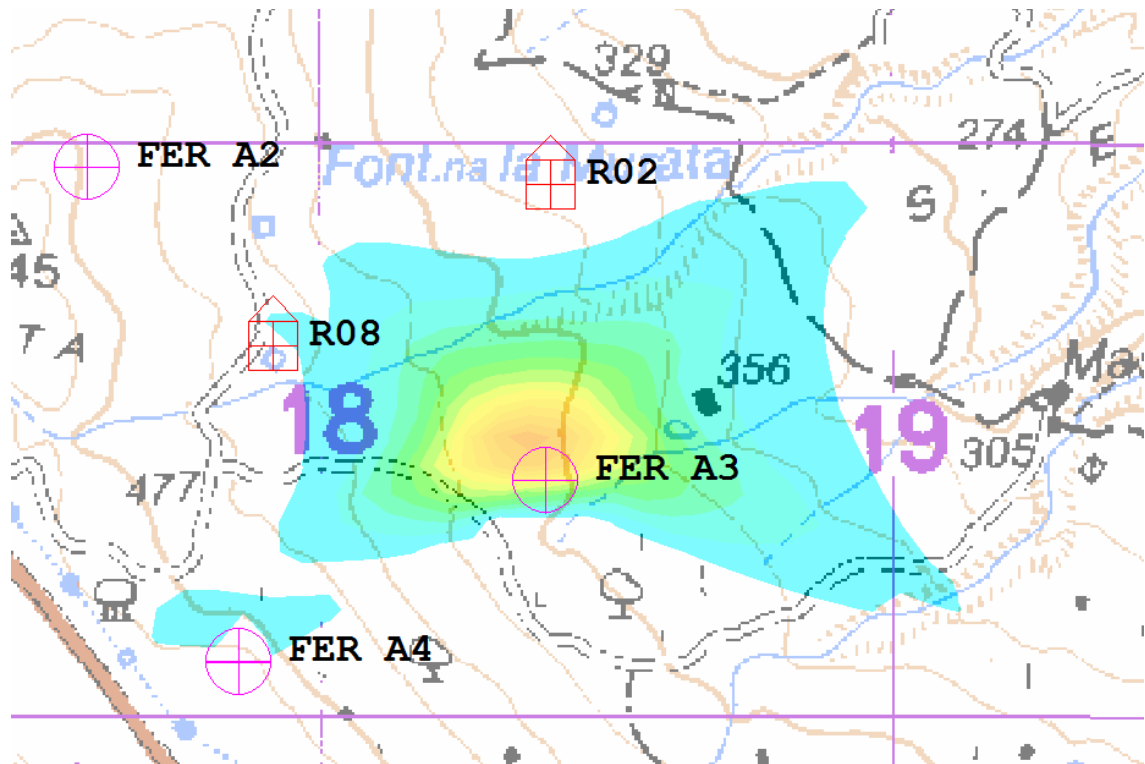 329
274
E
FER A2
Font.na la Murata
R02
S
45
R08
T A
356
18
19
FER A3
305
477
FER A4